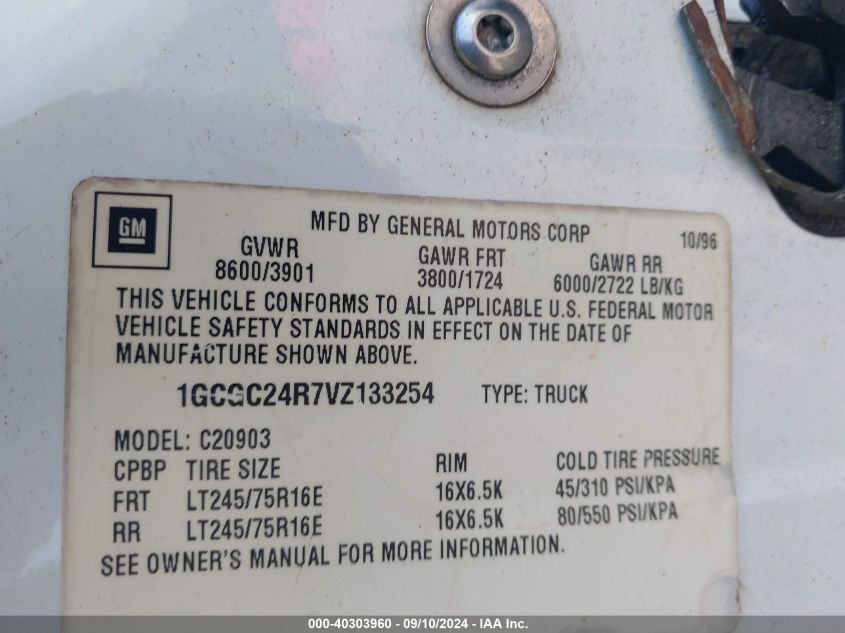 GM
MFD BY GENERAL MOTORS CORP 10/96
GVWR GAWR FRT GAWR RR
8600/3901 3800/1724 6000/2722 LB/KG
THIS VEHICLE CONFORMS TO ALL APPLICABLE U.S. FEDERAL MOTOR
VEHICLE SAFETY STANDARDS IN EFFECT ON THE DATE OF
MANUFACTURE SHOWN ABOVE.
1GCGC24R7VZ133254 TYPE: TRUCK
MODEL: C20903
CPBP TIRE SIZE RIM COLD TIRE PRESSURE
FRT LT245/75R16E 16X6.5K 45/310 PSI/KPA
RR LT245/75R16E 16X6.5K 80/550 PSI/KPA
SEE OWNER'S MANUAL FOR MORE INFORMATION.
000-40303960 - 09/10/2024 - IAA Inc.